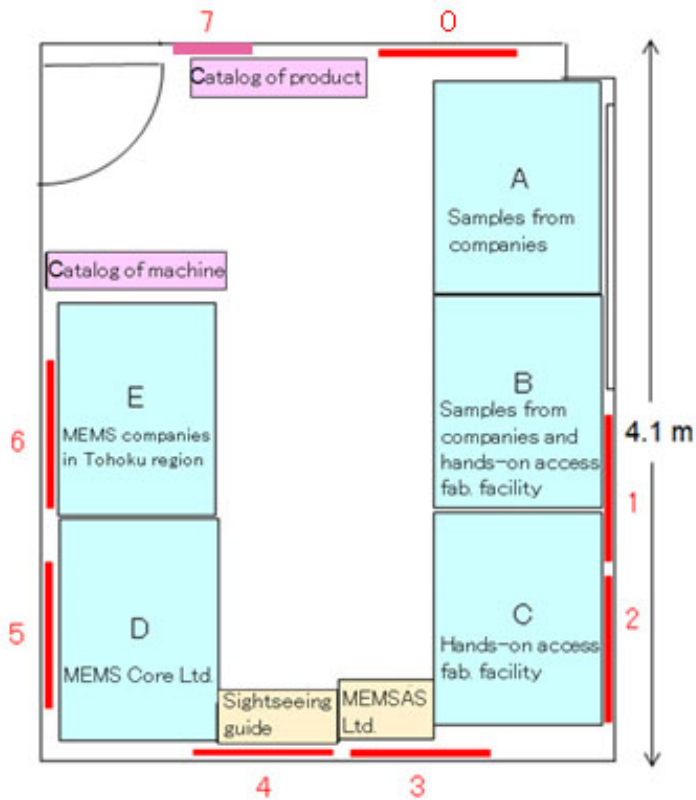 7
0
Catalog of product
A
Samples from
companies
Catalog of machine
B
Samples from
companies and
hands-on access
fab. facility
E
MEMS companies
in Tohoku region
6
4.1 m
1
C
Hands-on access
fab. facility
2
D
MEMS Core Ltd.
5
Sightseeing
guide
MEMSAS
Ltd.
4
3